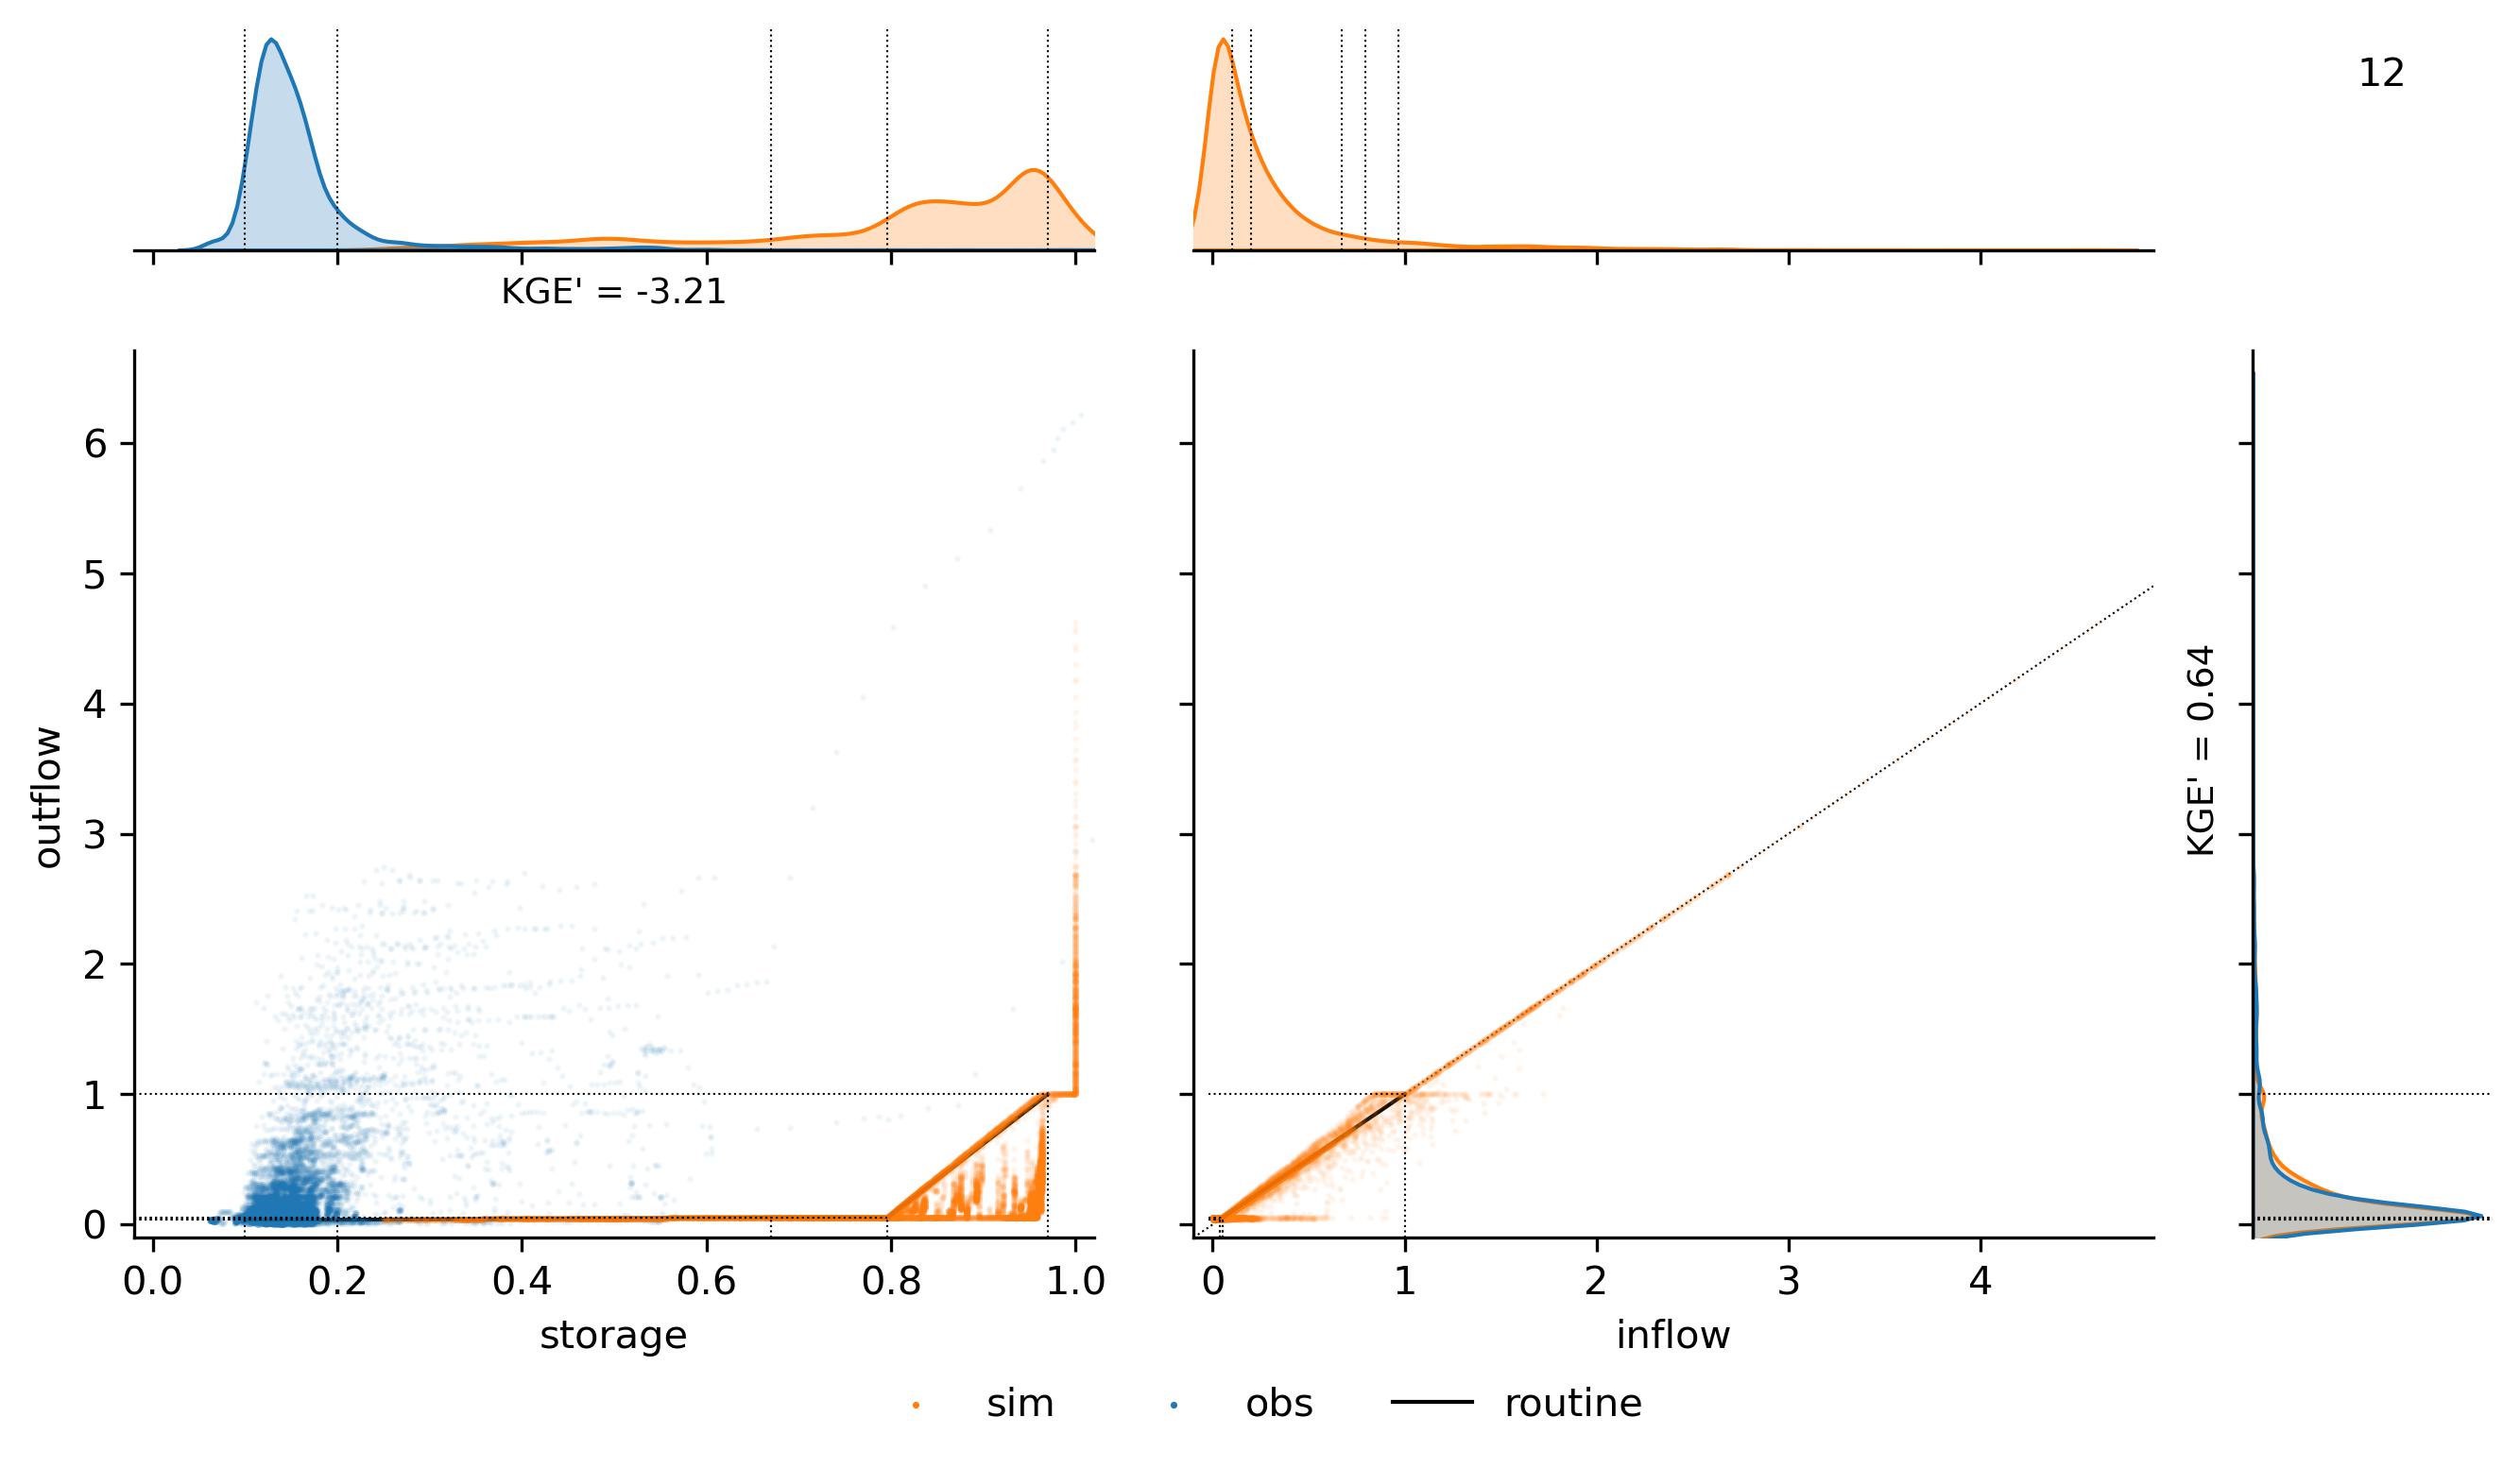 12
KGE' = -3.21
6
5
4
3
2
1
0
outflow
KGE' = 0.64
0.0 0.2 0.4 0.6 0.8 1.0
0 1 2 3 4
storage
inflow
sim obs routine